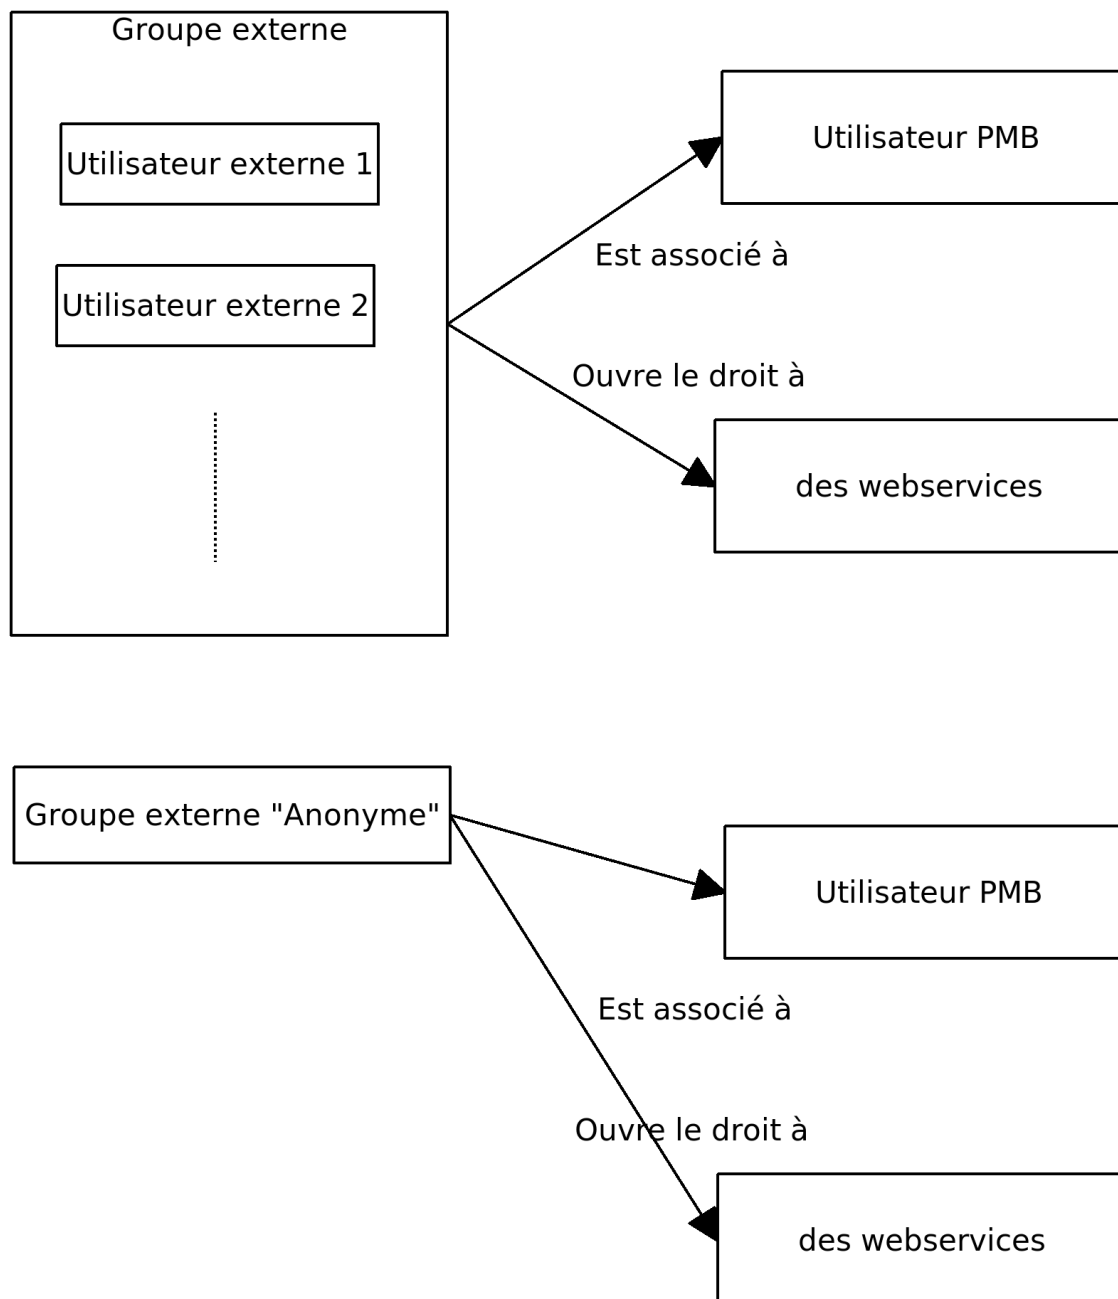 Groupe externe
Utilisateur externe 1
Utilisateur externe 2
Utilisateur PMB
Est associé à
Ouvre le droit à
des webservices
Groupe externe "Anonyme"
Utilisateur PMB
Est associé à
Ouvre le droit à
des webservices